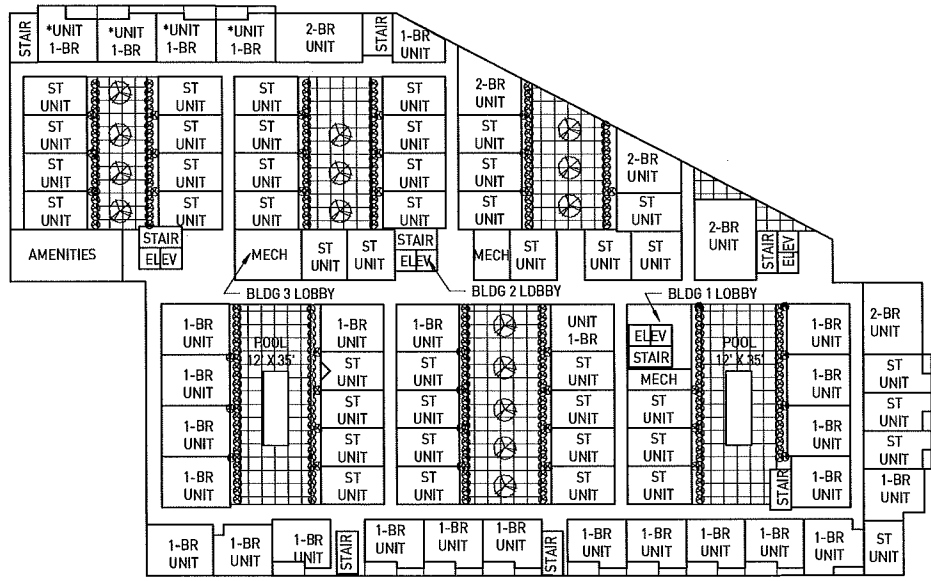 STAIR
*UNIT
1-BR
*UNIT
1-BR
*UNIT
1-BR
*UNIT
1-BR
2-BR
UNIT
STAIR
1-BR
UNIT
ST
UNIT
ST
UNIT
ST
UNIT
ST
UNIT
2-BR
UNIT
ST
UNIT
ST
UNIT
ST
UNIT
ST
UNIT
ST
UNIT
ST
UNIT
ST
UNIT
ST
UNIT
ST
UNIT
ST
UNIT
2-BR
UNIT
ST
UNIT
ST
UNIT
ST
UNIT
ST
UNIT
ST
UNIT
ST
UNIT
AMENITIES
STAIR
ELEV
MECH
ST
UNIT
ST
UNIT
STAIR
ELEV
MECH
ST
UNIT
ST
UNIT
ST
UNIT
2-BR
UNIT
STAIR
ELEV
BLDG 3 LOBBY
BLDG 2 LOBBY
BLDG 1 LOBBY
1-BR
UNIT
POOL
12' X 35'
1-BR
UNIT
1-BR
UNIT
UNIT
1-BR
ELEV
STAIR
POOL
12' X 35'
1-BR
UNIT
2-BR
UNIT
1-BR
UNIT
ST
UNIT
ST
UNIT
ST
UNIT
MECH
1-BR
UNIT
ST
UNIT
1-BR
UNIT
ST
UNIT
ST
UNIT
ST
UNIT
ST
UNIT
1-BR
UNIT
ST
UNIT
1-BR
UNIT
ST
UNIT
ST
UNIT
ST
UNIT
ST
UNIT
ST
UNIT
ST
UNIT
ST
UNIT
ST
UNIT
ST
UNIT
STAIR
1-BR
UNIT
1-BR
UNIT
1-BR
UNIT
1-BR
UNIT
1-BR
UNIT
STAIR
1-BR
UNIT
1-BR
UNIT
1-BR
UNIT
STAIR
1-BR
UNIT
1-BR
UNIT
1-BR
UNIT
1-BR
UNIT
1-BR
UNIT
ST
UNIT